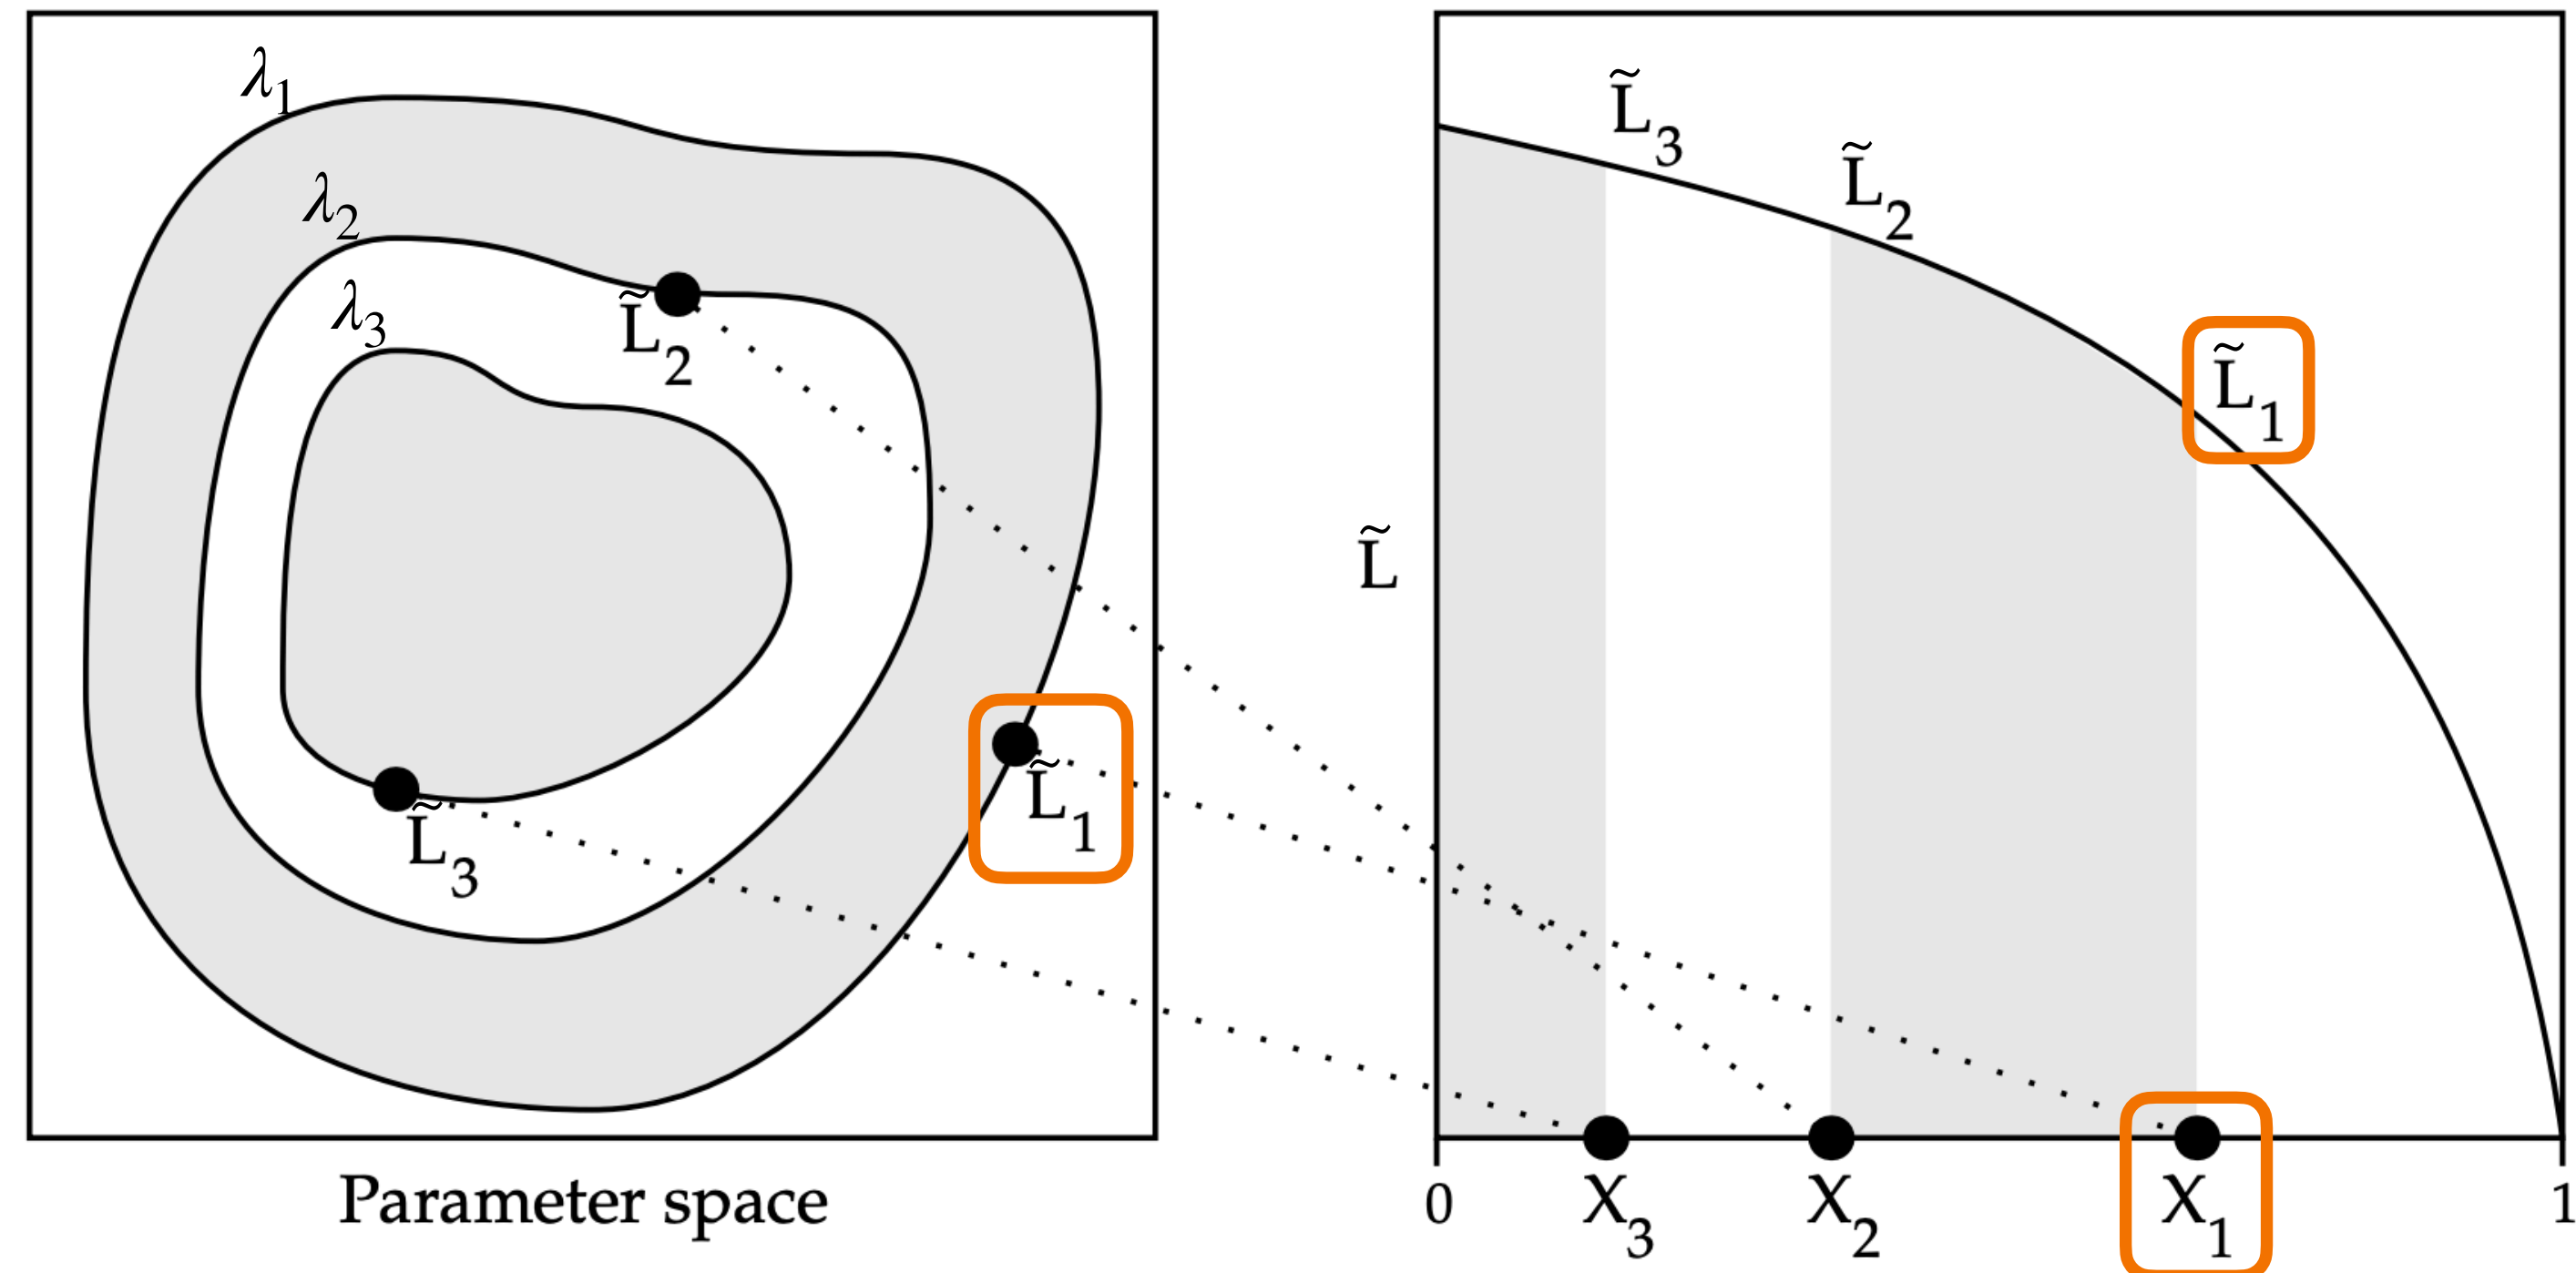 λ₁
λ₂
λ₃
L̃₂
L̃₁
L̃₃
Parameter space
L̃₃
L̃₂
L̃₁
L̃
0
X₃
X₂
X₁
1